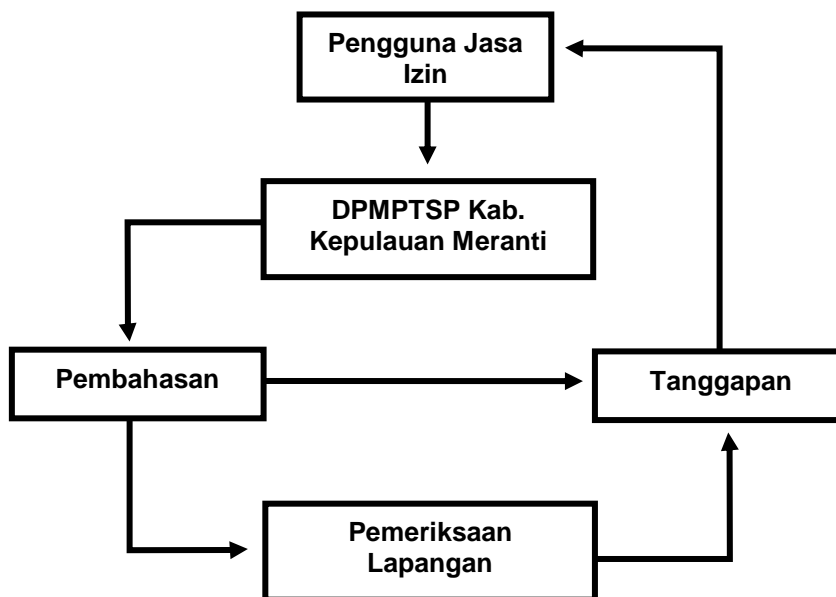 Pengguna Jasa
Izin
DPMPTSP Kab.
Kepulauan Meranti
Pembahasan
Tanggapan
Pemeriksaan
Lapangan